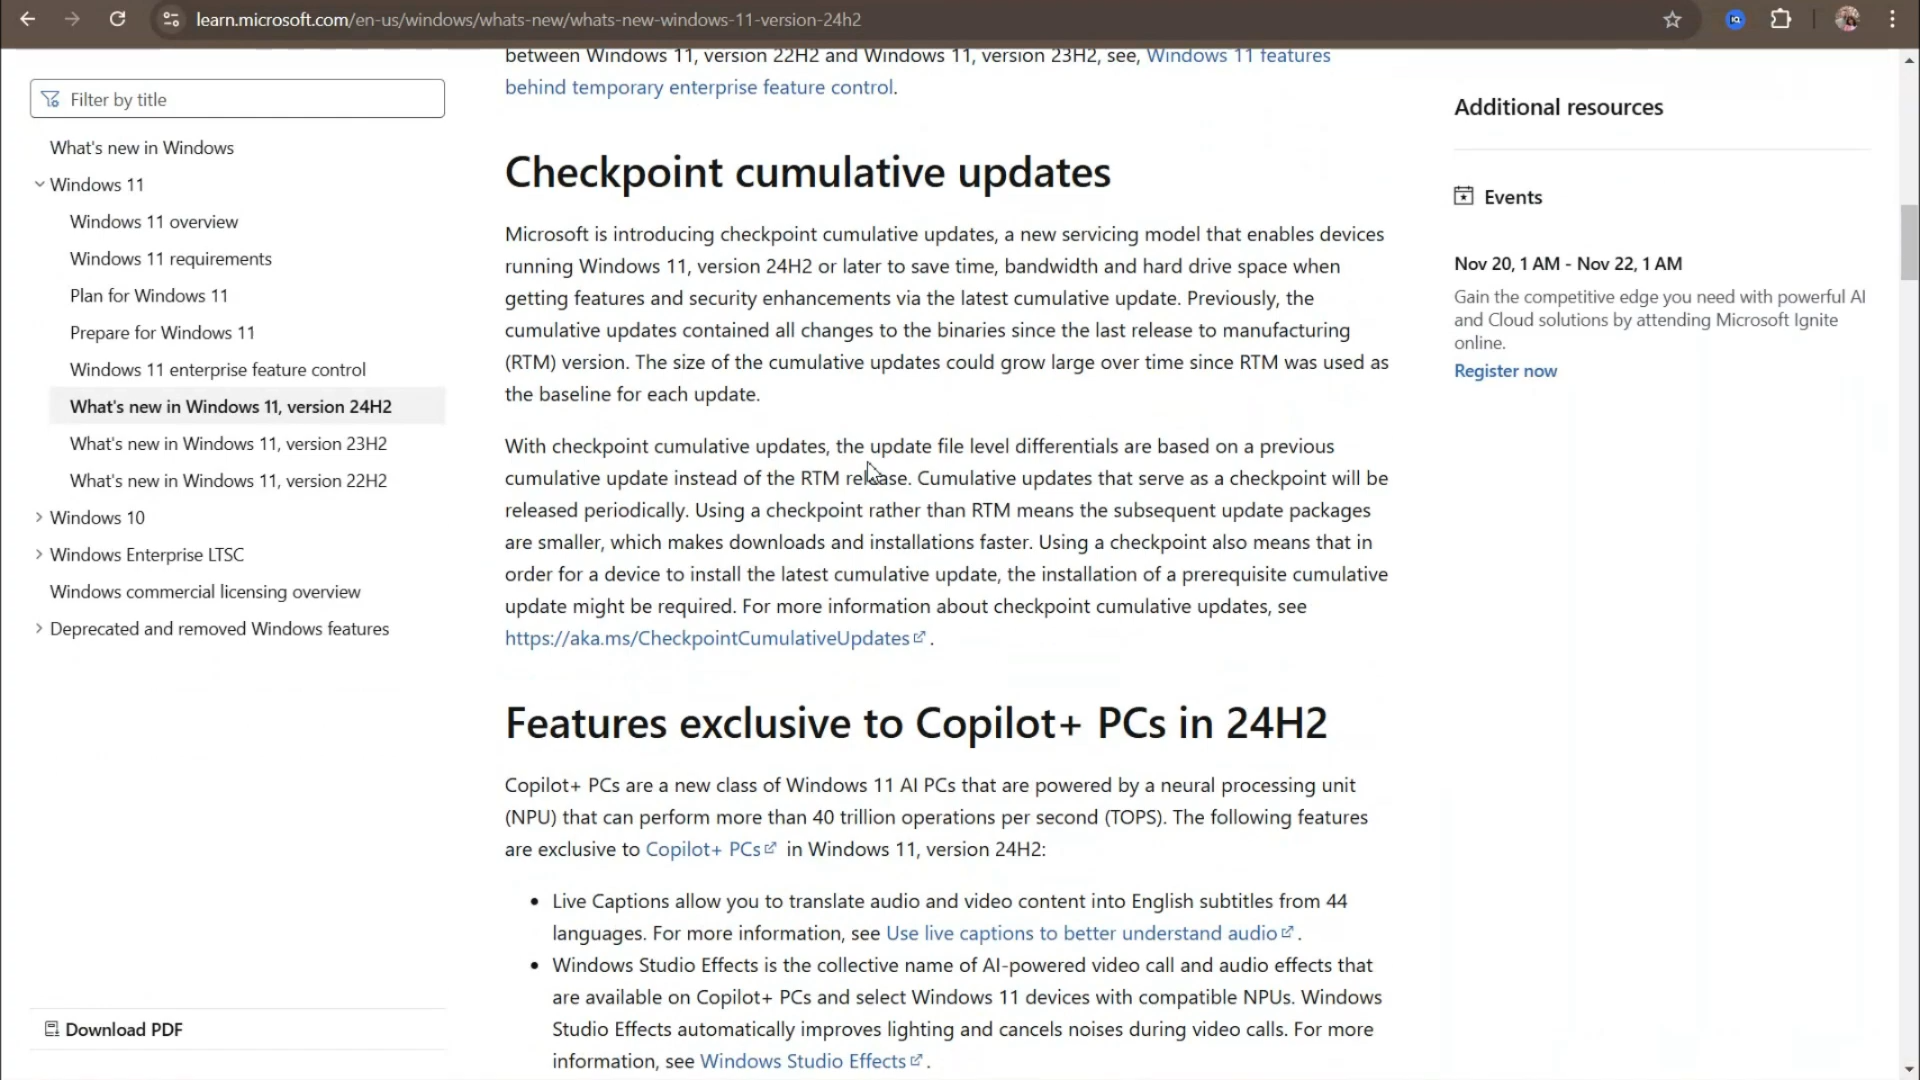 learn.microsoft.com/en-us/windows/whats-new/whats-new-windows-11-version-24h2
Filter by title
What's new in Windows
Windows 11
Windows 11 overview
Windows 11 requirements
Plan for Windows 11
Prepare for Windows 11
Windows 11 enterprise feature control
What's new in Windows 11, version 24H2
What's new in Windows 11, version 23H2
What's new in Windows 11, version 22H2
Windows 10
Windows Enterprise LTSC
Windows commercial licensing overview
Deprecated and removed Windows features
Download PDF
between Windows 11, version 22H2 and Windows 11, version 23H2, see, Windows 11 features
behind temporary enterprise feature control.
Checkpoint cumulative updates
Microsoft is introducing checkpoint cumulative updates, a new servicing model that enables devices
running Windows 11, version 24H2 or later to save time, bandwidth and hard drive space when
getting features and security enhancements via the latest cumulative update. Previously, the
cumulative updates contained all changes to the binaries since the last release to manufacturing
(RTM) version. The size of the cumulative updates could grow large over time since RTM was used as
the baseline for each update.
With checkpoint cumulative updates, the update file level differentials are based on a previous
cumulative update instead of the RTM release. Cumulative updates that serve as a checkpoint will be
released periodically. Using a checkpoint rather than RTM means the subsequent update packages
are smaller, which makes downloads and installations faster. Using a checkpoint also means that in
order for a device to install the latest cumulative update, the installation of a prerequisite cumulative
update might be required. For more information about checkpoint cumulative updates, see
https://aka.ms/CheckpointCumulativeUpdates .
Features exclusive to Copilot+ PCs in 24H2
Copilot+ PCs are a new class of Windows 11 AI PCs that are powered by a neural processing unit
(NPU) that can perform more than 40 trillion operations per second (TOPS). The following features
are exclusive to Copilot+ PCs in Windows 11, version 24H2:
• Live Captions allow you to translate audio and video content into English subtitles from 44
languages. For more information, see Use live captions to better understand audio .
• Windows Studio Effects is the collective name of AI-powered video call and audio effects that
are available on Copilot+ PCs and select Windows 11 devices with compatible NPUs. Windows
Studio Effects automatically improves lighting and cancels noises during video calls. For more
information, see Windows Studio Effects .
Additional resources
Events
Nov 20, 1 AM - Nov 22, 1 AM
Gain the competitive edge you need with powerful AI
and Cloud solutions by attending Microsoft Ignite
online.
Register now